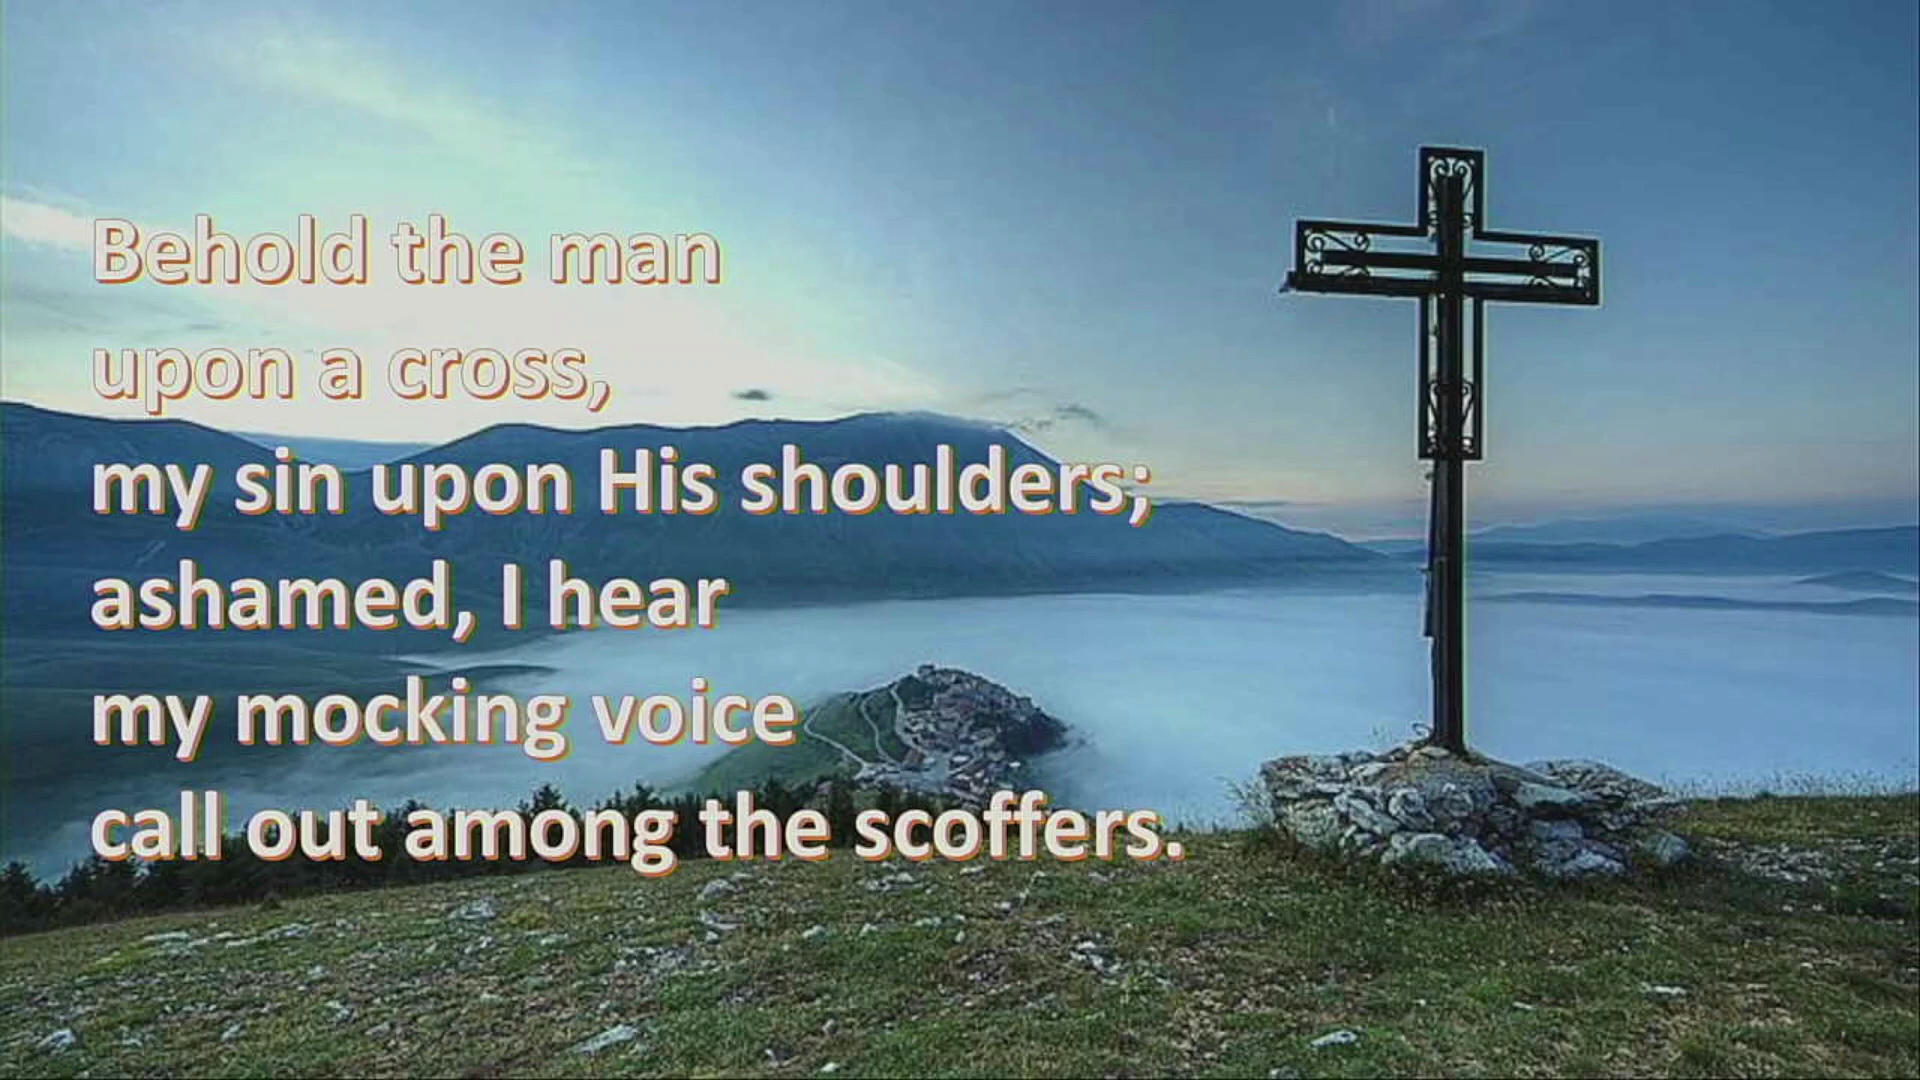 Behold the man
upon a cross,
my sin upon His shoulders;
ashamed, I hear
my mocking voice
call out among the scoffers.